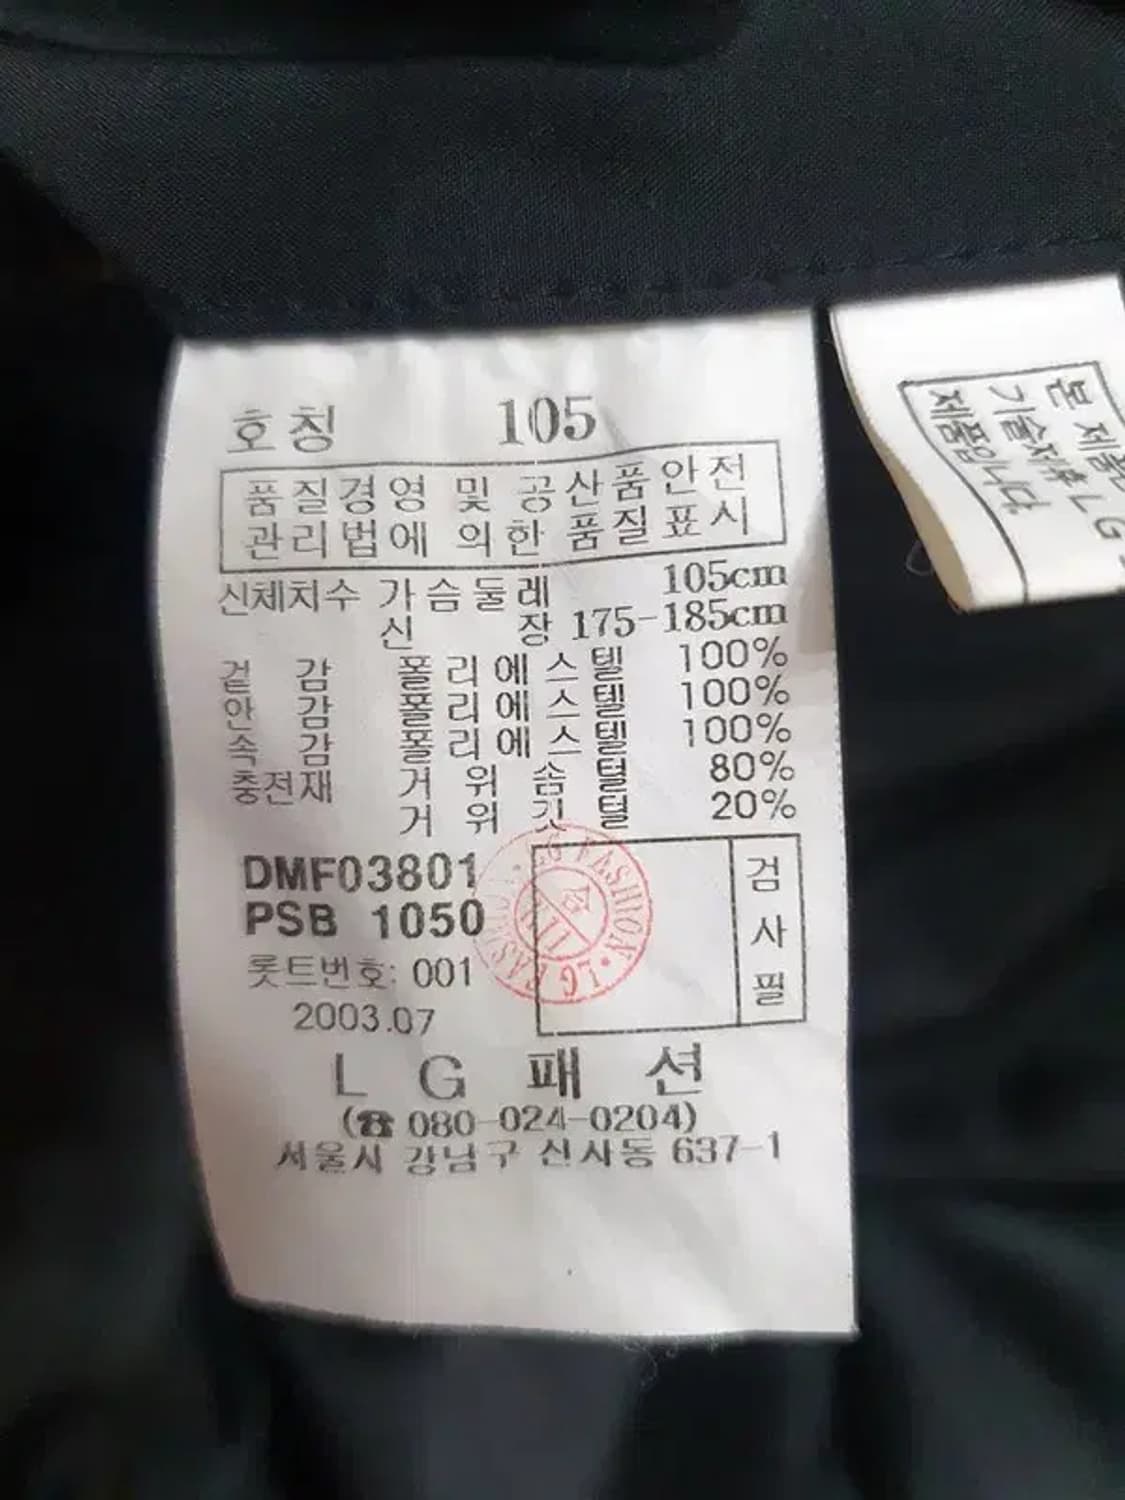 호칭 105
품질경영 및 공산품안전
관리법에 의한 품질표시
신체치수 가슴둘레 105cm
신 장 175-185cm
겉 감 폴리에스텔 100%
안 감 폴리에스텔 100%
속 감 폴리에스텔 100%
충전재 거 위 솜 털 80%
거 위 깃 털 20%
DMF03801
PSB 1050
롯트번호: 001
2003.07
검
사
필
LG FASHION · LG FASHION ·
LG 패션
(☎ 080-024-0204)
서울시 강남구 신사동 637-1
본 제품
기술자와 LG
제품입니다.